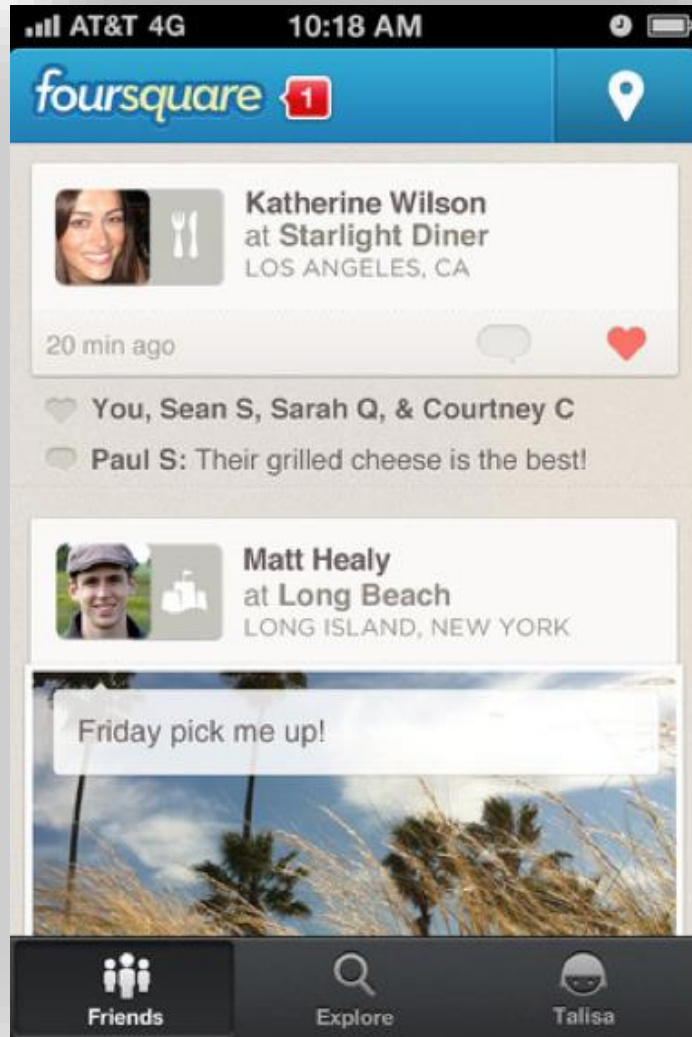 AT&T 4G 10:18 AM
foursquare 1
Katherine Wilson
at Starlight Diner
LOS ANGELES, CA
20 min ago
You, Sean S, Sarah Q, & Courtney C
Paul S: Their grilled cheese is the best!
Matt Healy
at Long Beach
LONG ISLAND, NEW YORK
Friday pick me up!
Friends Explore Talisa